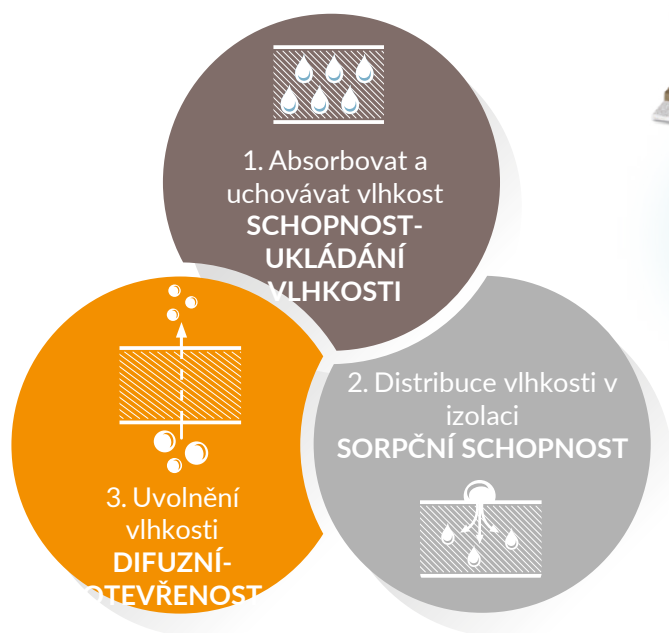 1. Absorbovat a
uchovávat vlhkost
SCHOPNOST-
UKLÁDÁNÍ
VLHKOSTI
2. Distribuce vlhkosti v
izolaci
SORPČNÍ SCHOPNOST
3. Uvolnění
vlhkosti
DIFUZNÍ-
OTEVŘENOST